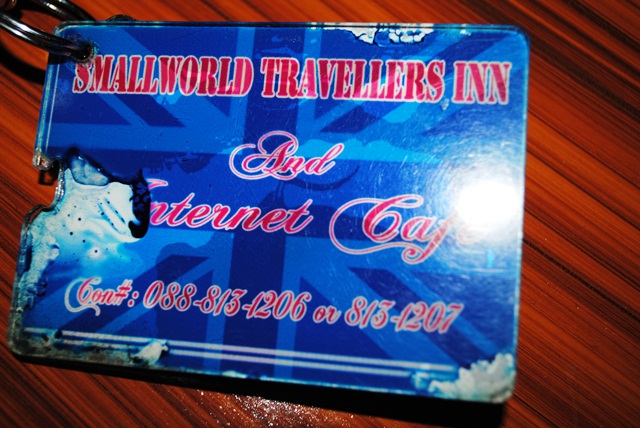 SMALLWORLD TRAVELLERS INN
And
Internet Cafe
Con#: 088-813-1206 or 813-1207